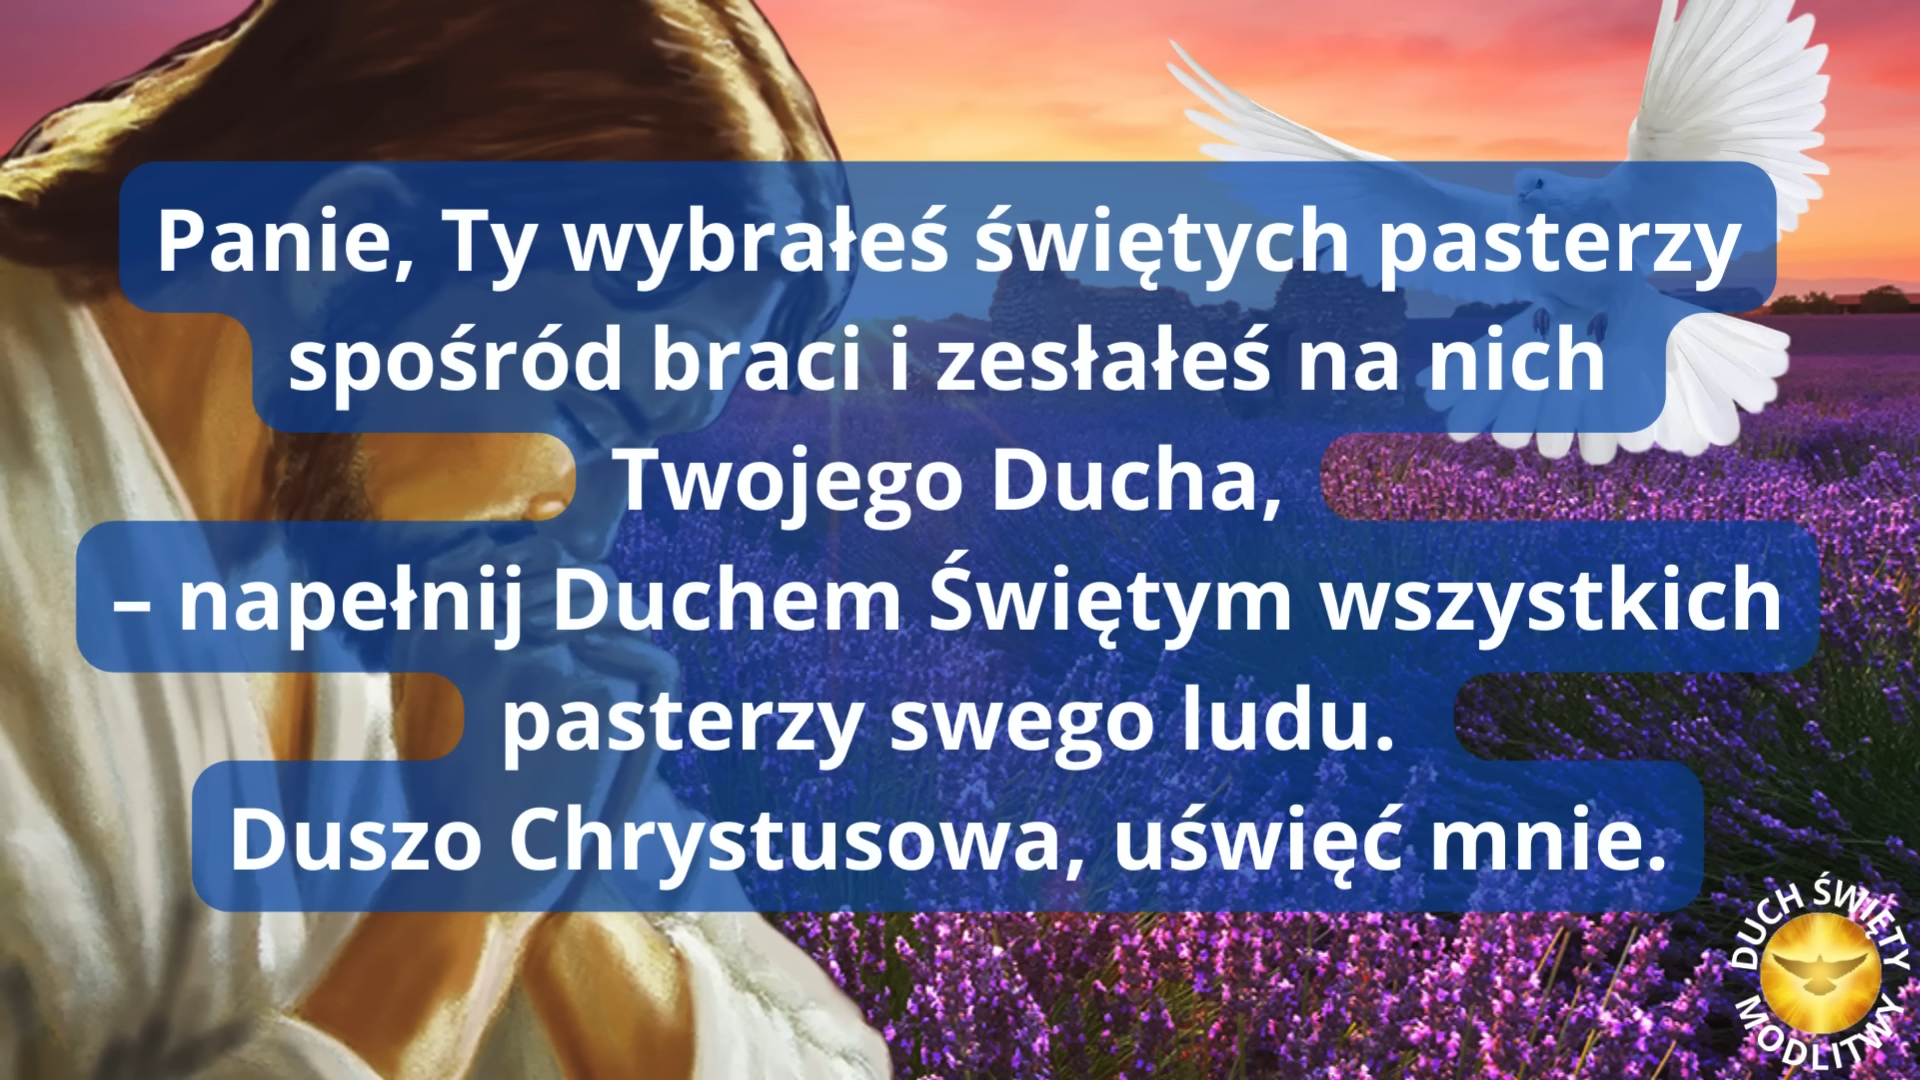 Panie, Ty wybrałeś świętych pasterzy
spośród braci i zesłałeś na nich
Twojego Ducha,
– napełnij Duchem Świętym wszystkich
pasterzy swego ludu.
Duszo Chrystusowa, uświęć mnie.
DUCH ŚWIĘTY
MODLITWY